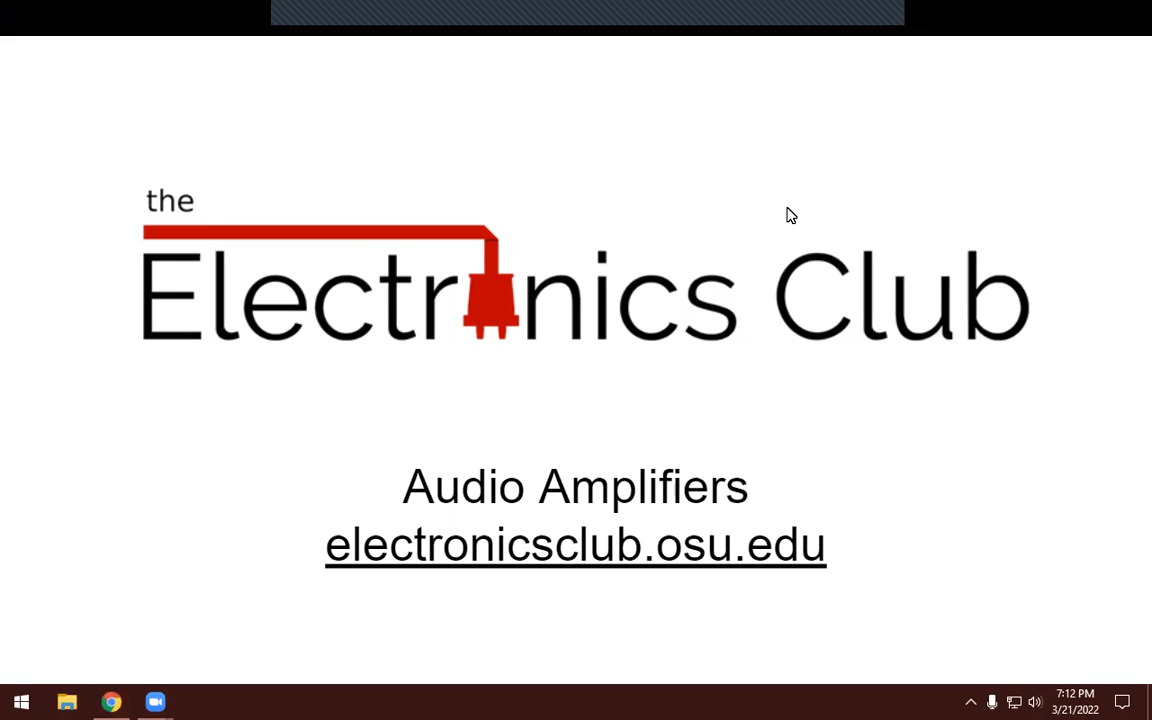 the
Electronics Club
Audio Amplifiers
electronicsclub.osu.edu
7:12 PM
3/21/2022